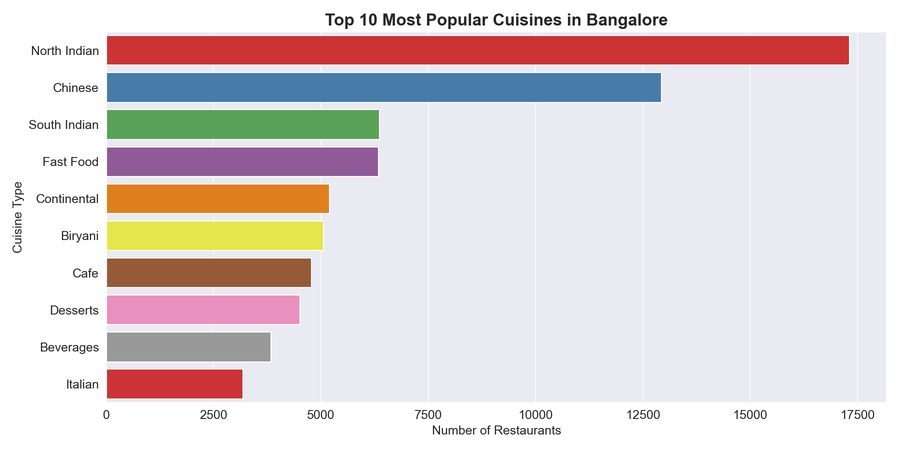 Top 10 Most Popular Cuisines in Bangalore
Cuisine Type
North Indian
Chinese
South Indian
Fast Food
Continental
Biryani
Cafe
Desserts
Beverages
Italian
0 2500 5000 7500 10000 12500 15000 17500
Number of Restaurants